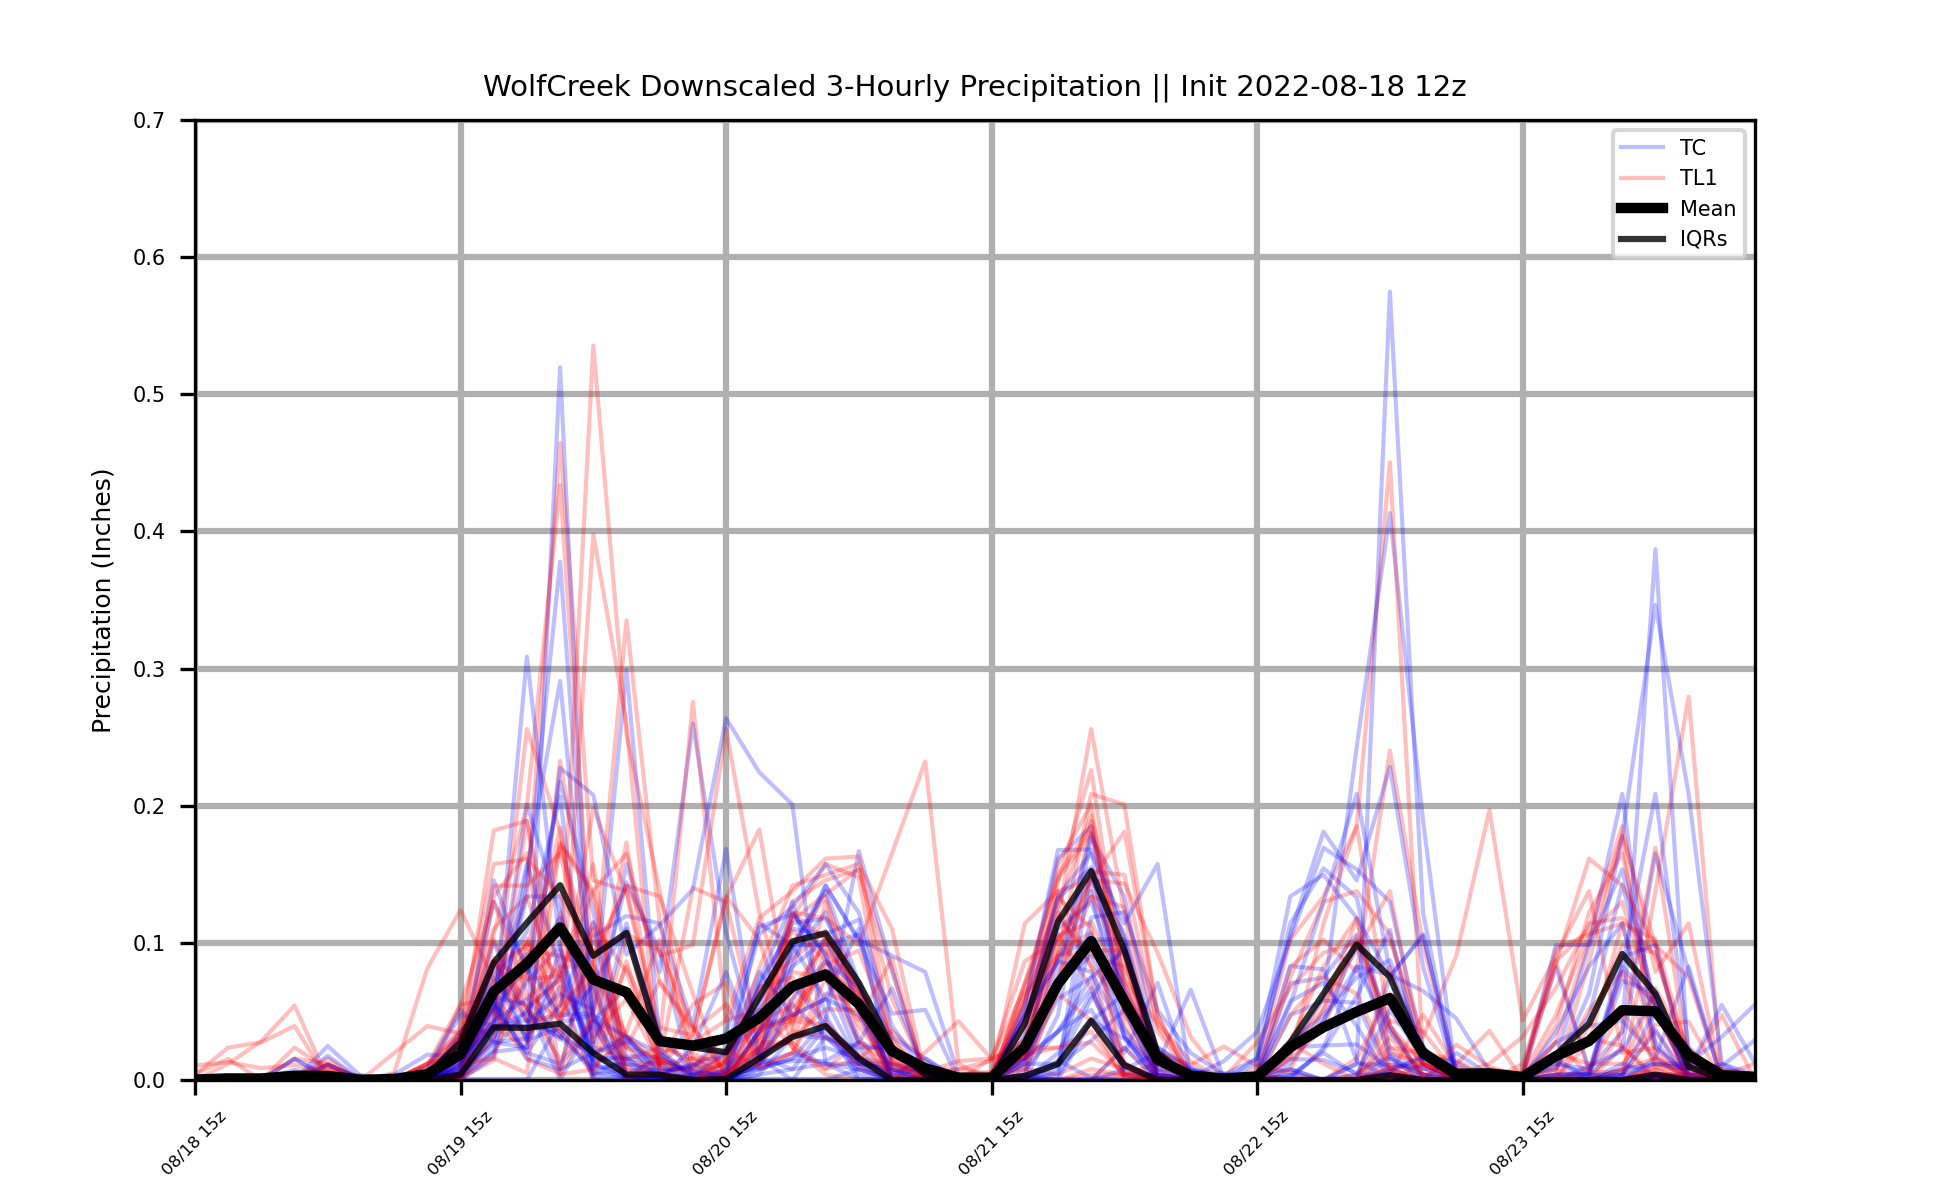 WolfCreek Downscaled 3-Hourly Precipitation || Init 2022-08-18 12z
TC
TL1
Mean
IQRs
Precipitation (Inches)
0.7
0.6
0.5
0.4
0.3
0.2
0.1
0.0
08/18 15z
08/19 15z
08/20 15z
08/21 15z
08/22 15z
08/23 15z